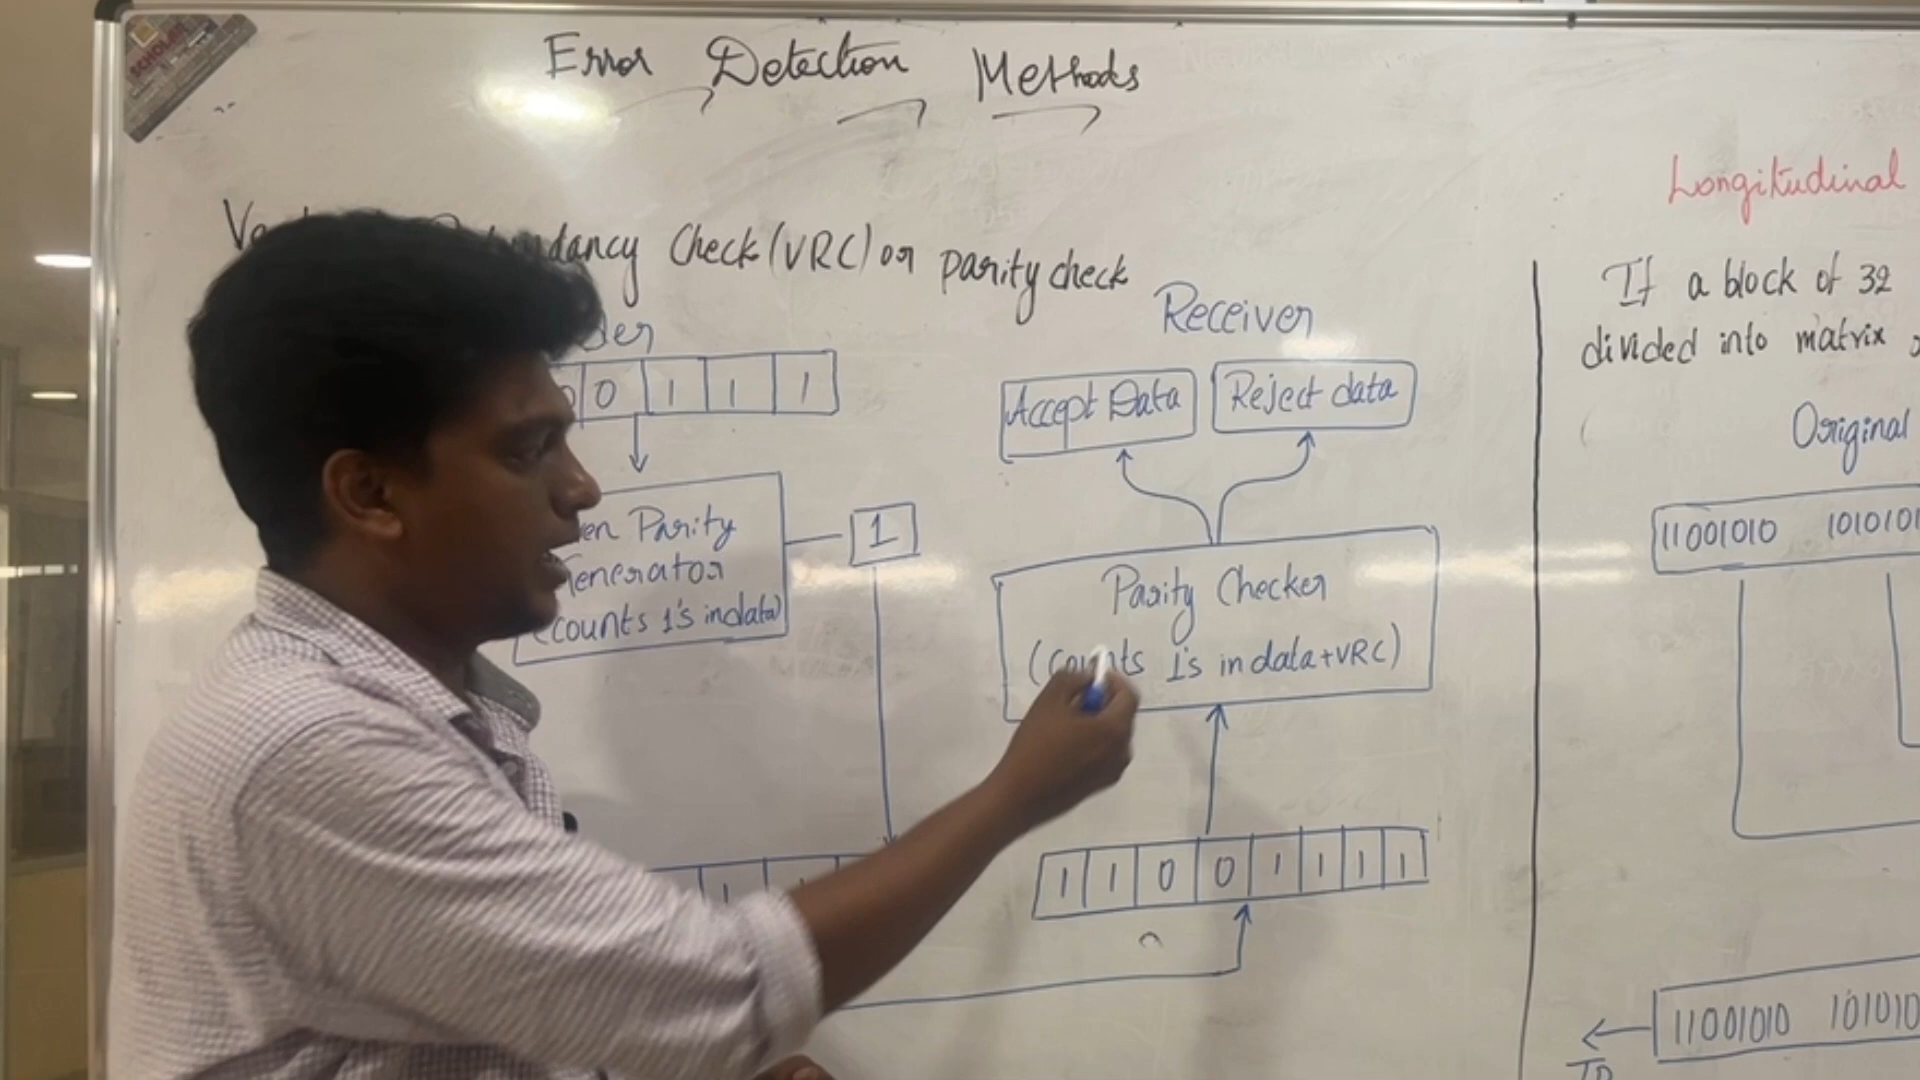 SCHOLAR
Error Detection Methods
Check (VRC) or parity check
Receiver
0 1 1 1
Accept Data
Reject data
Parity
(counts 1's in data)
1
Parity Checker
(Counts 1's in data+VRC)
1 1 0 0 1 1 1 1
Longitudinal
If a block of 32
divided into matrix
Original
11001010 1010101
11001010 101010